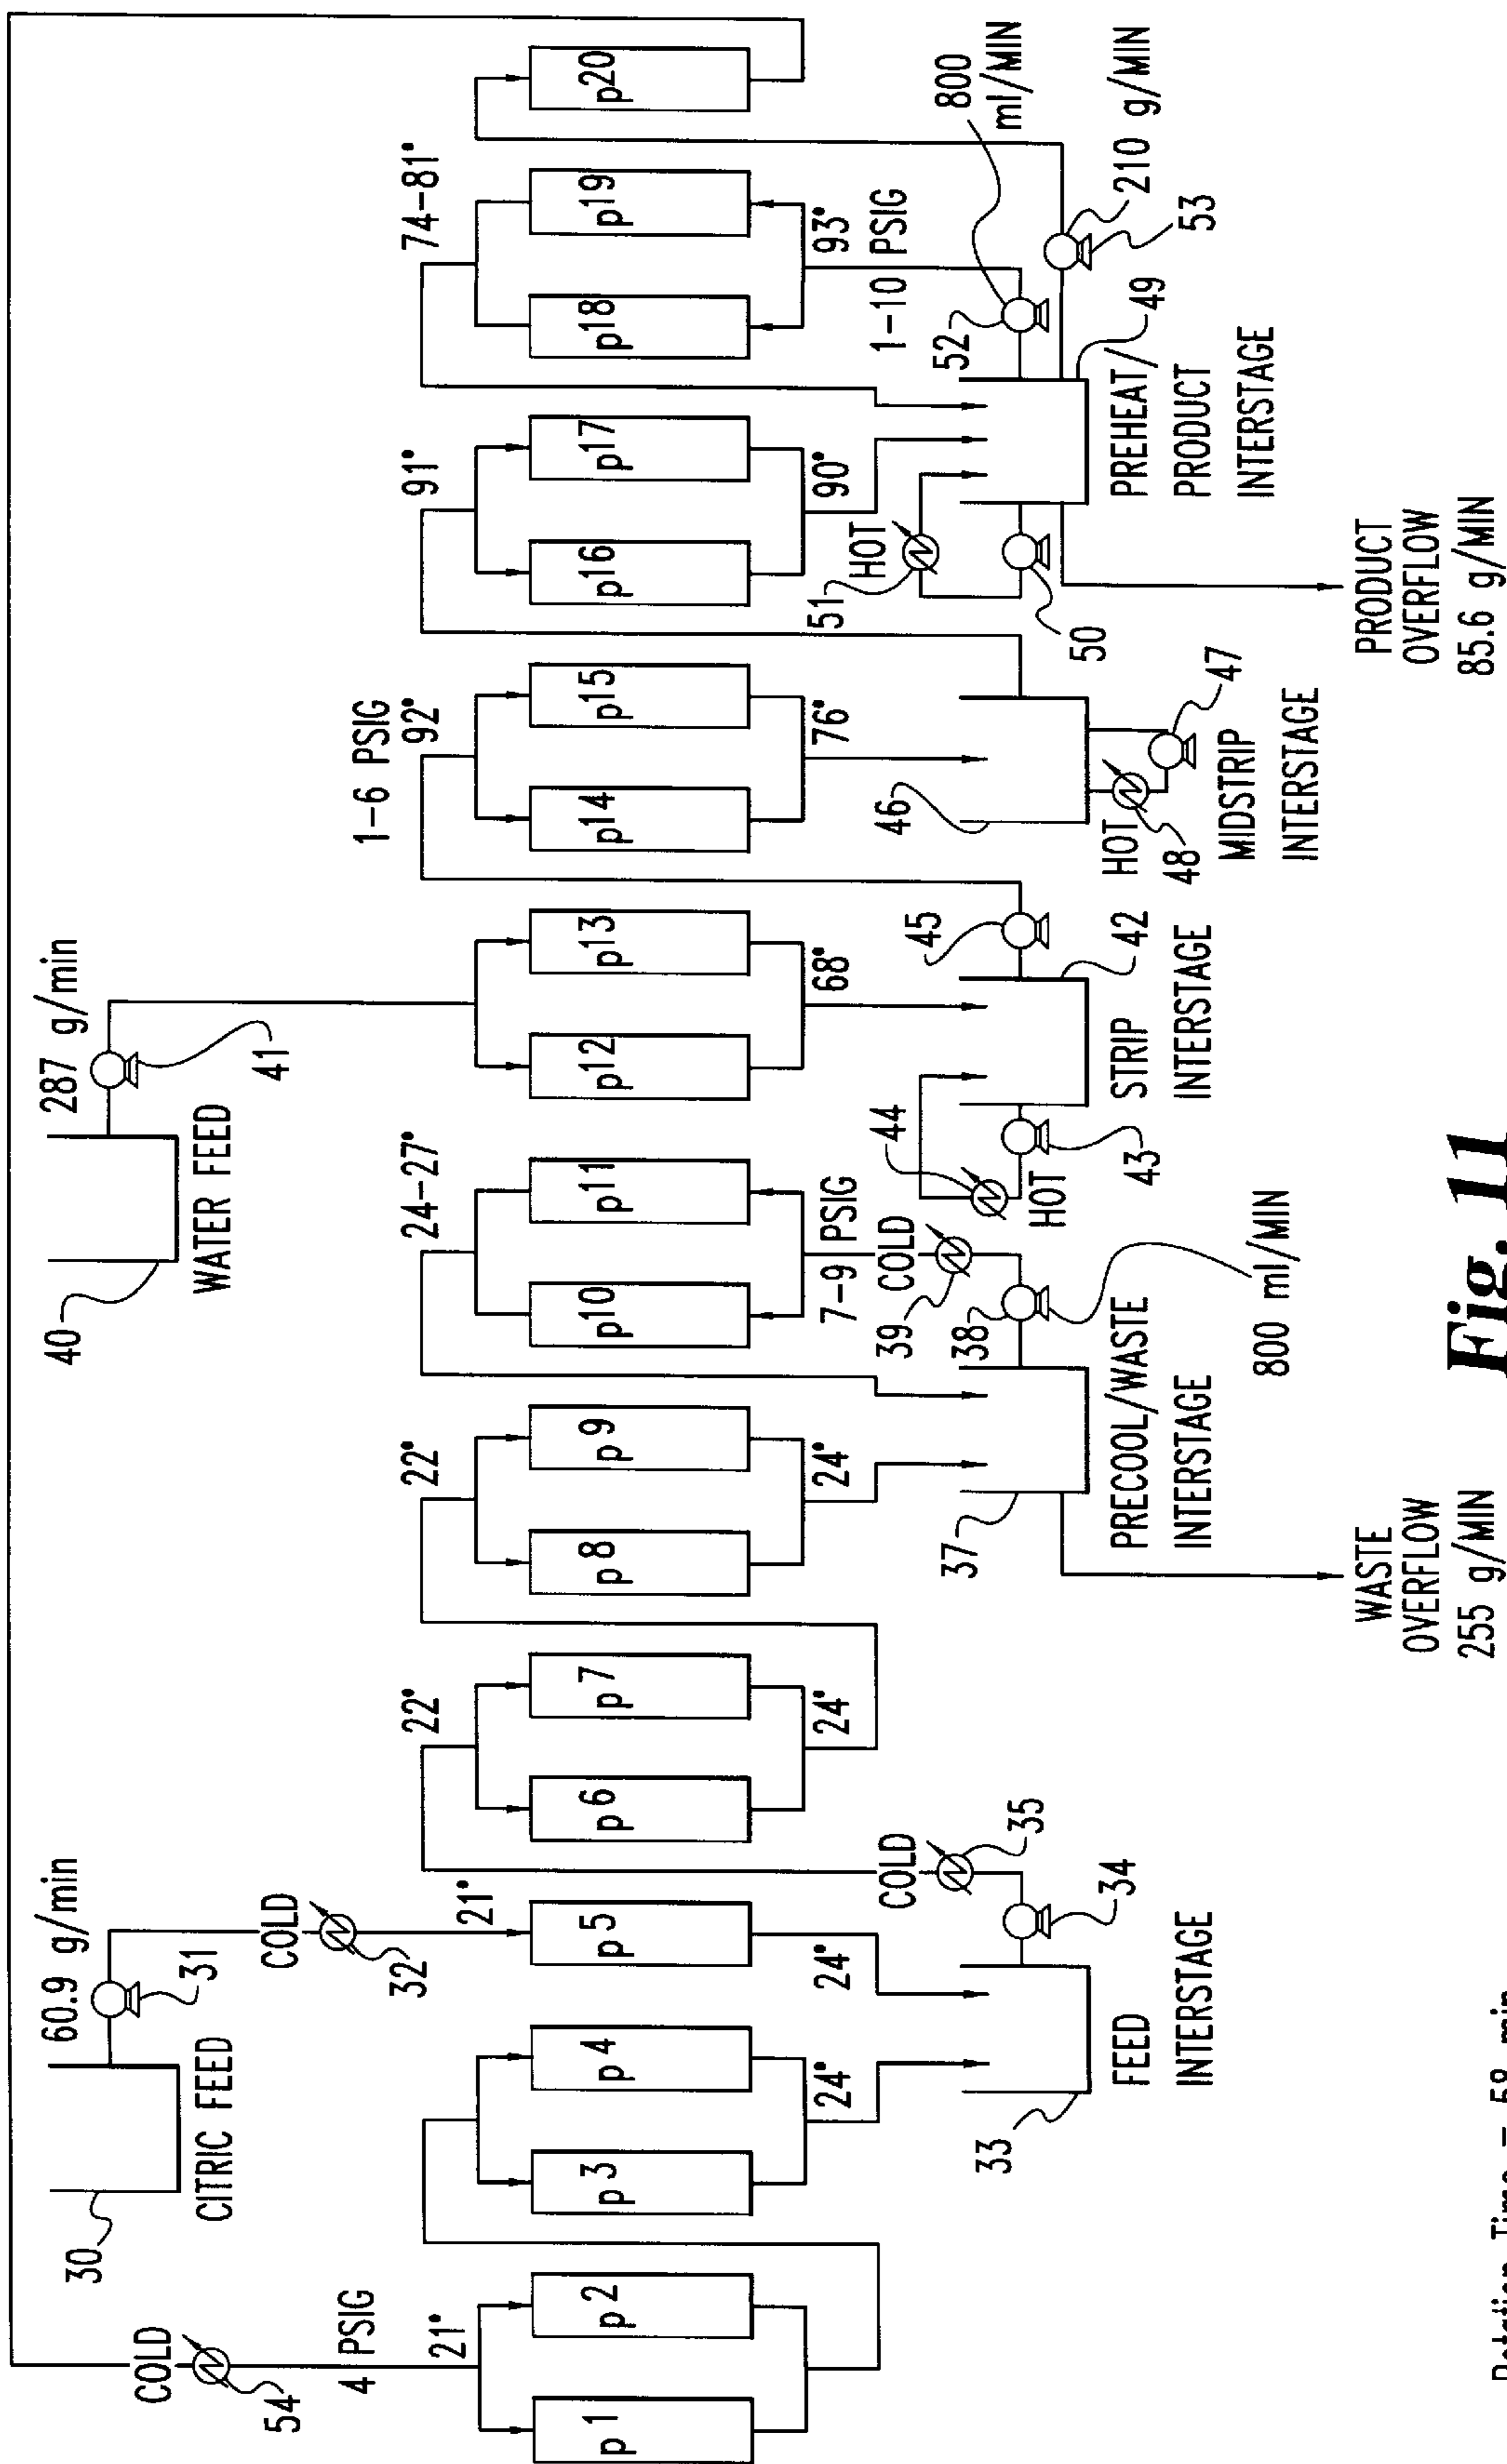 CITRIC FEED
30
60.9 g/min
31
COLD
32
21°
COLD
54
4 PSIG
21°
WATER FEED
40
287 g/min
41
22°
22°
24-27°
1-6 PSIG
92°
91°
74-81°
p1
p2
p3
p4
p5
p6
p7
p8
p9
p10
p11
p12
p13
p14
p15
p16
p17
p18
p19
p20
24°
24°
24°
24°
7-9 PSIG
68°
76°
90°
93°
1-10 PSIG
33
FEED
INTERSTAGE
34
35
COLD
37
PRECOOL/WASTE
INTERSTAGE
38
39
COLD
800 ml/MIN
WASTE
OVERFLOW
255 g/MIN
44
HOT
43
STRIP
INTERSTAGE
42
45
46
HOT
48
47
MIDSTRIP
INTERSTAGE
51
HOT
50
PREHEAT/
PRODUCT
INTERSTAGE
49
52
800
ml/MIN
210 g/MIN
53
PRODUCT
OVERFLOW
85.6 g/MIN
Fig. 11